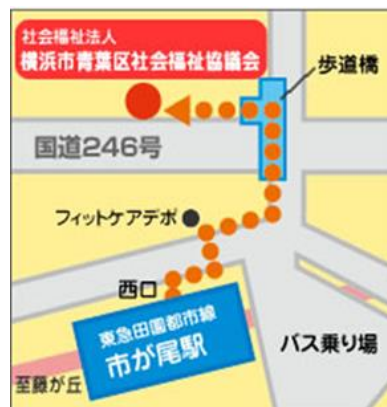 社会福祉法人
横浜市青葉区社会福祉協議会
歩道橋
国道246号
フィットケアデポ
西口
東急田園都市線
市が尾駅
バス乗り場
至藤が丘